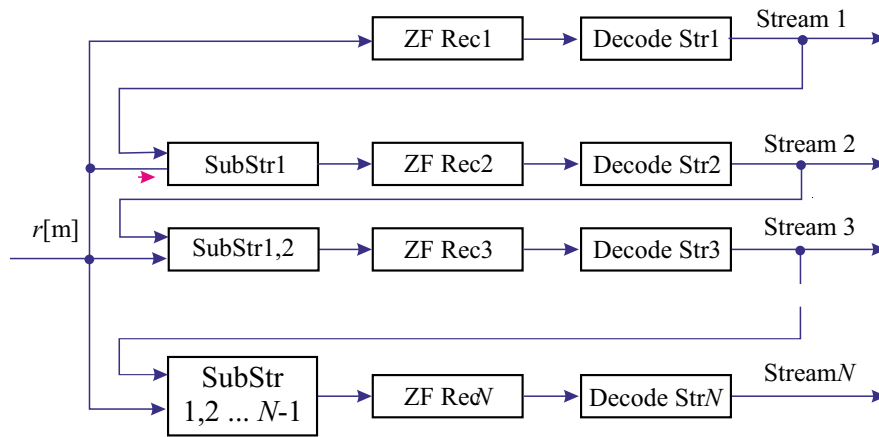 Stream 1
ZF Rec1
Decode Str1
Stream 2
SubStr1
ZF Rec2
Decode Str2
r[m]
Stream 3
SubStr1,2
ZF Rec3
Decode Str3
SubStr
1,2 ... N-1
ZF RecN
Decode StrN
StreamN